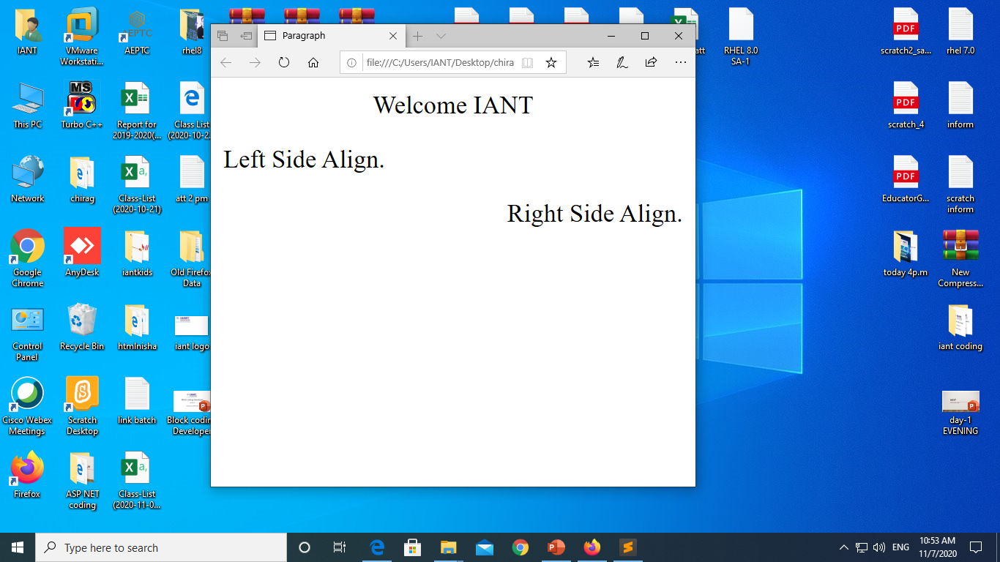 Paragraph
file:///C:/Users/IANT/Desktop/chira
Welcome IANT
Left Side Align.
Right Side Align.
IANT
VMware
Workstati...
AEPTC
AEPTC
rhel8
att
RHEL 8.0
SA-1
PDF
scratch2_sa...
rhel 7.0
This PC
MS
Turbo C++
Report for
2019-2020(...
Class List
(2020-10-2...
PDF
scratch_4
inform
Network
chirag
Class-List
(2020-10-21)
att 2 pm
PDF
EducatorG...
scratch
inform
Google
Chrome
AnyDesk
iantkids
Old Firefox
Data
today 4p.m
New
Compress...
Control
Panel
Recycle Bin
htmlnisha
iant logo
iant coding
Cisco Webex
Meetings
Scratch
Desktop
link batch
Block codin
Developer
day-1
EVENING
Firefox
ASP NET
coding
Class-List
(2020-11-0...
Type here to search
ENG
10:53 AM
11/7/2020